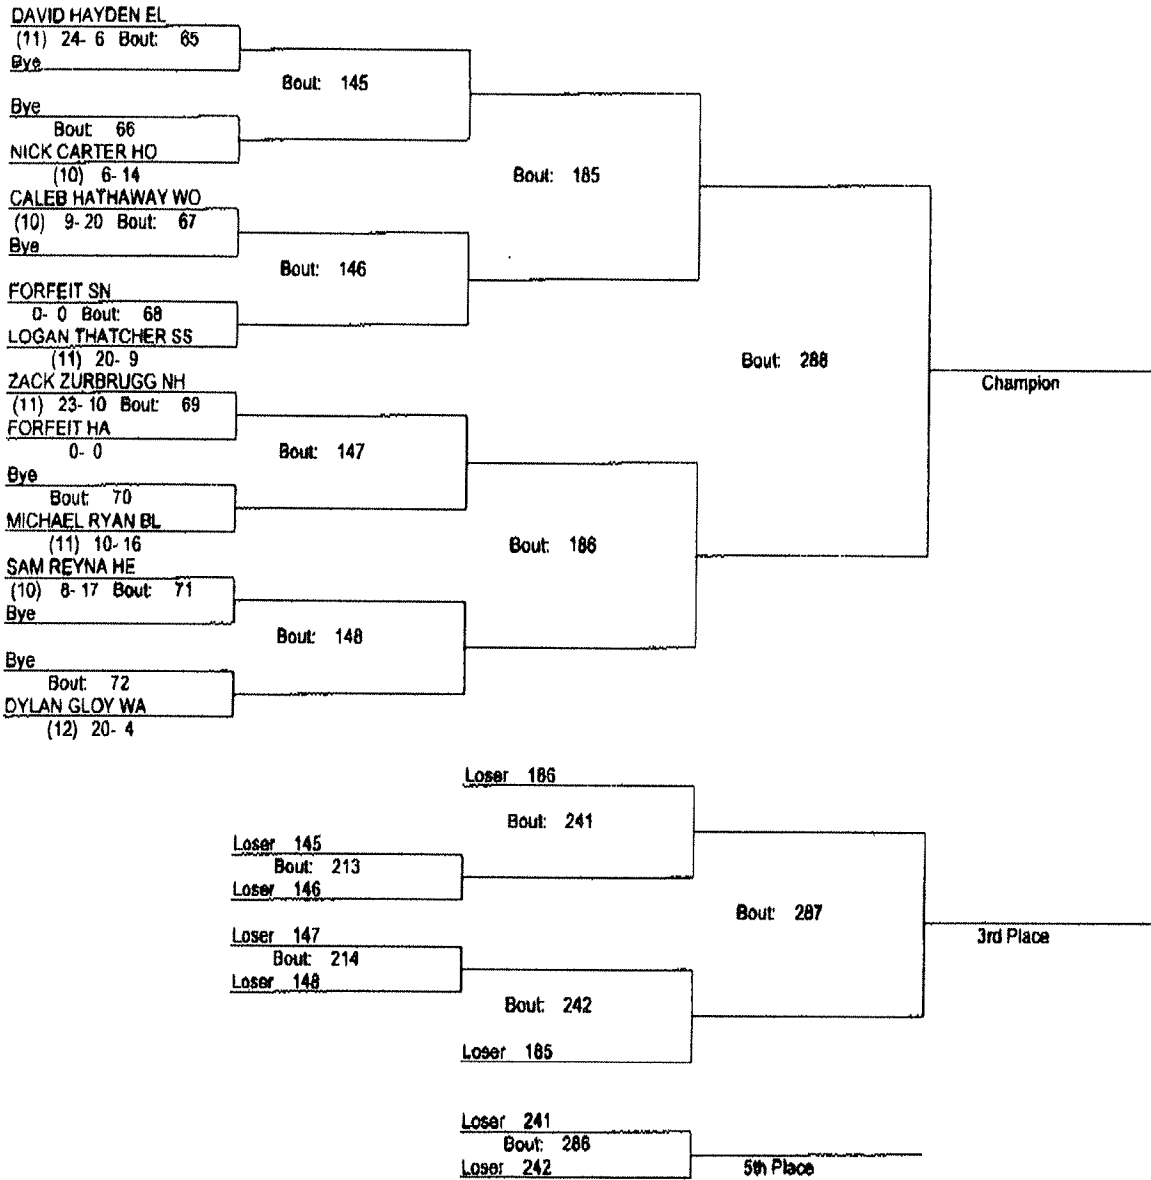 DAVID HAYDEN EL
(11) 24- 6 Bout: 65
Bye
Bout: 145
Bye
Bout: 66
NICK CARTER HO
(10) 6- 14
Bout: 185
CALEB HATHAWAY WO
(10) 9- 20 Bout: 67
Bye
Bout: 146
FORFEIT SN
0- 0 Bout: 68
LOGAN THATCHER SS
(11) 20- 9
Bout: 288
Champion
ZACK ZURBRUGG NH
(11) 23- 10 Bout: 69
FORFEIT HA
0- 0
Bout: 147
Bye
Bout: 70
MICHAEL RYAN BL
(11) 10- 16
Bout: 186
SAM REYNA HE
(10) 8- 17 Bout: 71
Bye
Bout: 148
Bye
Bout: 72
DYLAN GLOY WA
(12) 20- 4
Loser 186
Bout: 241
Loser 145
Bout: 213
Loser 146
Bout: 287
3rd Place
Loser 147
Bout: 214
Loser 148
Bout: 242
Loser 185
Loser 241
Bout: 286
Loser 242
5th Place